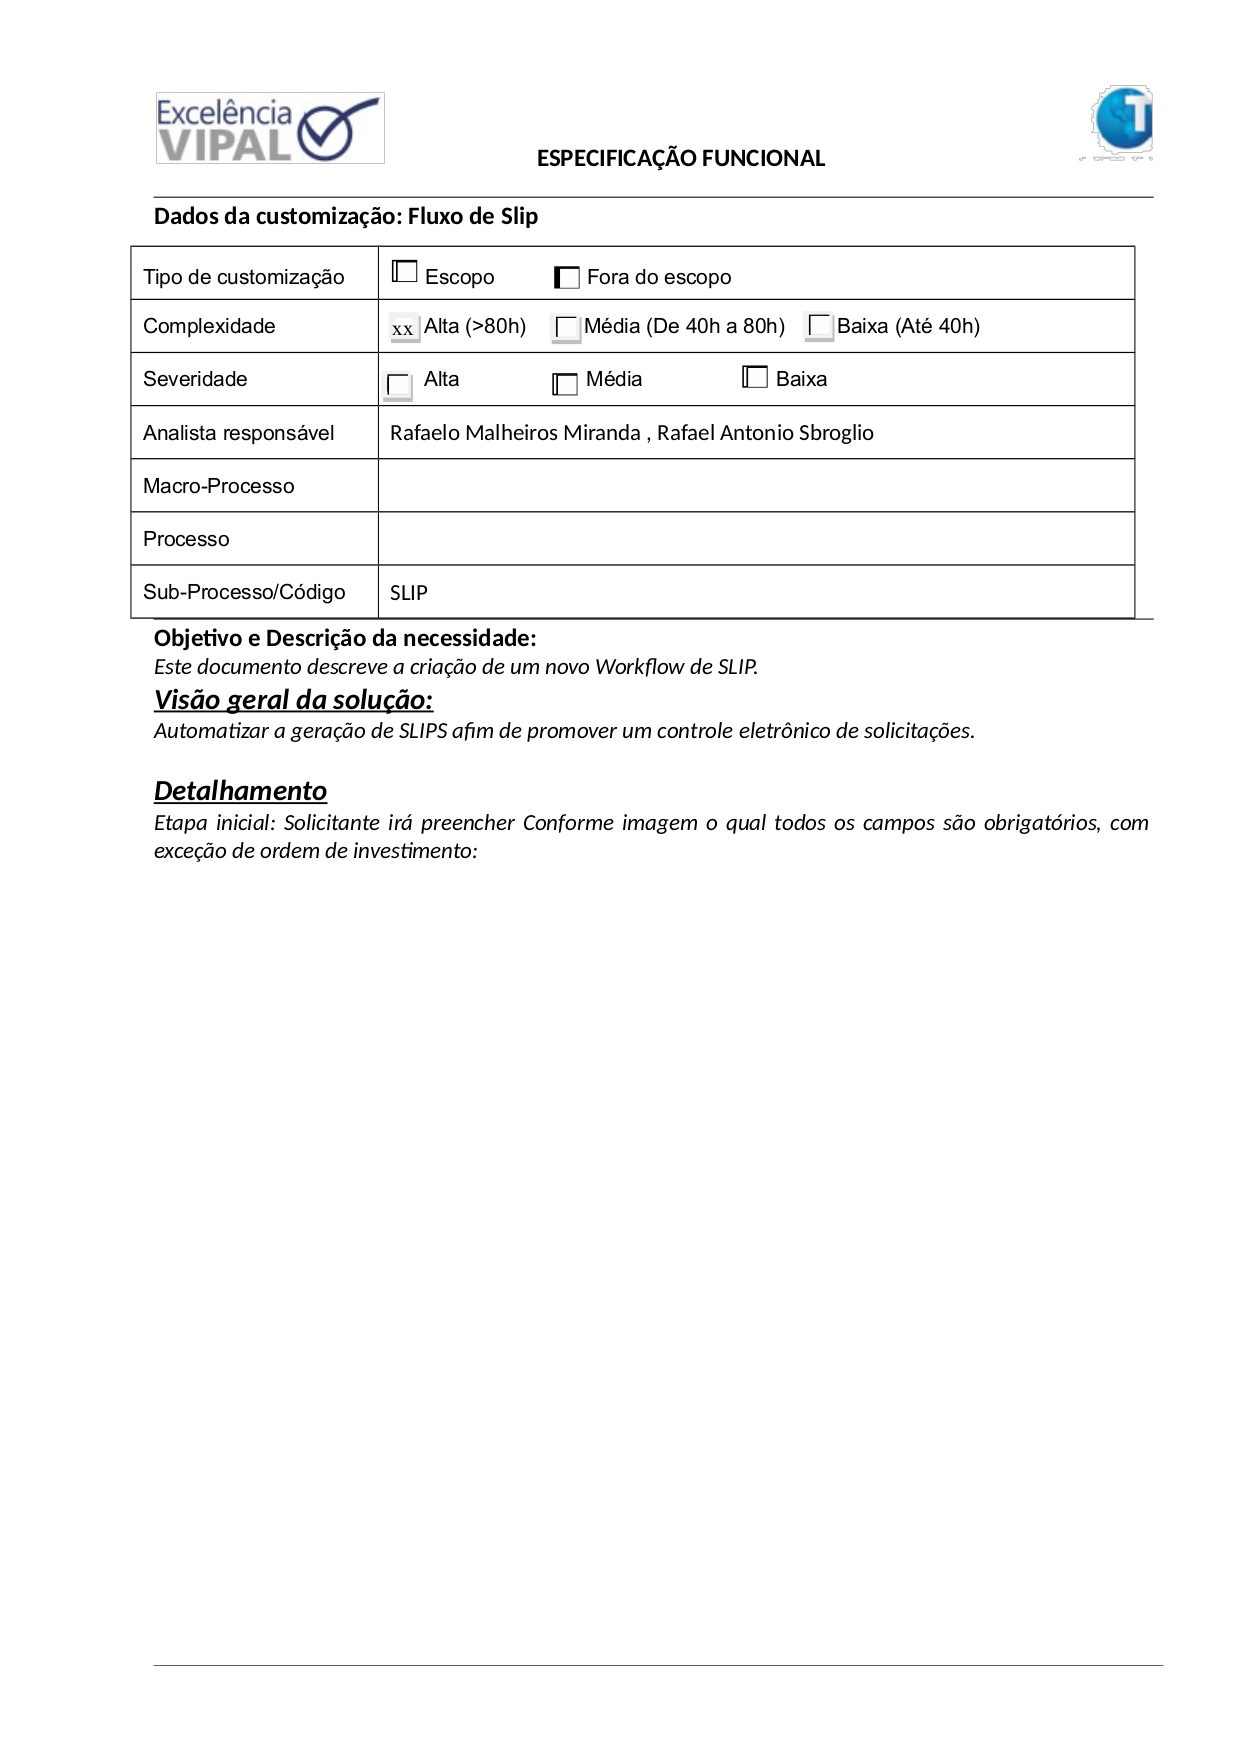 Excelência
VIPAL
T
ESPECIFICAÇÃO FUNCIONAL
Dados da customização: Fluxo de Slip
Tipo de customização Escopo Fora do escopo
Complexidade xx Alta (>80h) Média (De 40h a 80h) Baixa (Até 40h)
Severidade Alta Média Baixa
Analista responsável Rafaelo Malheiros Miranda , Rafael Antonio Sbroglio
Macro-Processo
Processo
Sub-Processo/Código SLIP
Objetivo e Descrição da necessidade:
Este documento descreve a criação de um novo Workflow de SLIP.
Visão geral da solução:
Automatizar a geração de SLIPS afim de promover um controle eletrônico de solicitações.
Detalhamento
Etapa inicial: Solicitante irá preencher Conforme imagem o qual todos os campos são obrigatórios, com
exceção de ordem de investimento: